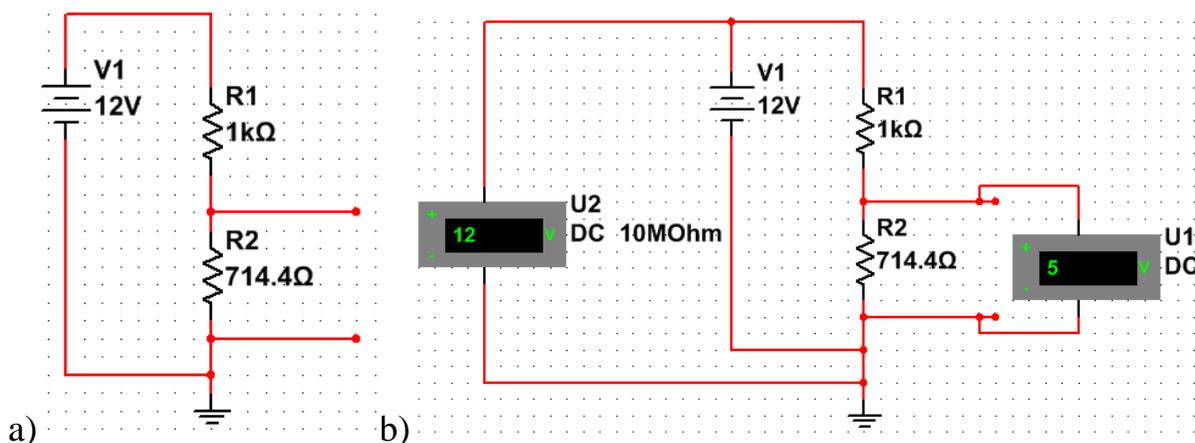 V1
12V
R1
1kΩ
R2
714.4Ω
a)
V1
12V
R1
1kΩ
U2
+
12 V
-
DC 10MOhm
R2
714.4Ω
U1
+
5 V
-
DC
b)